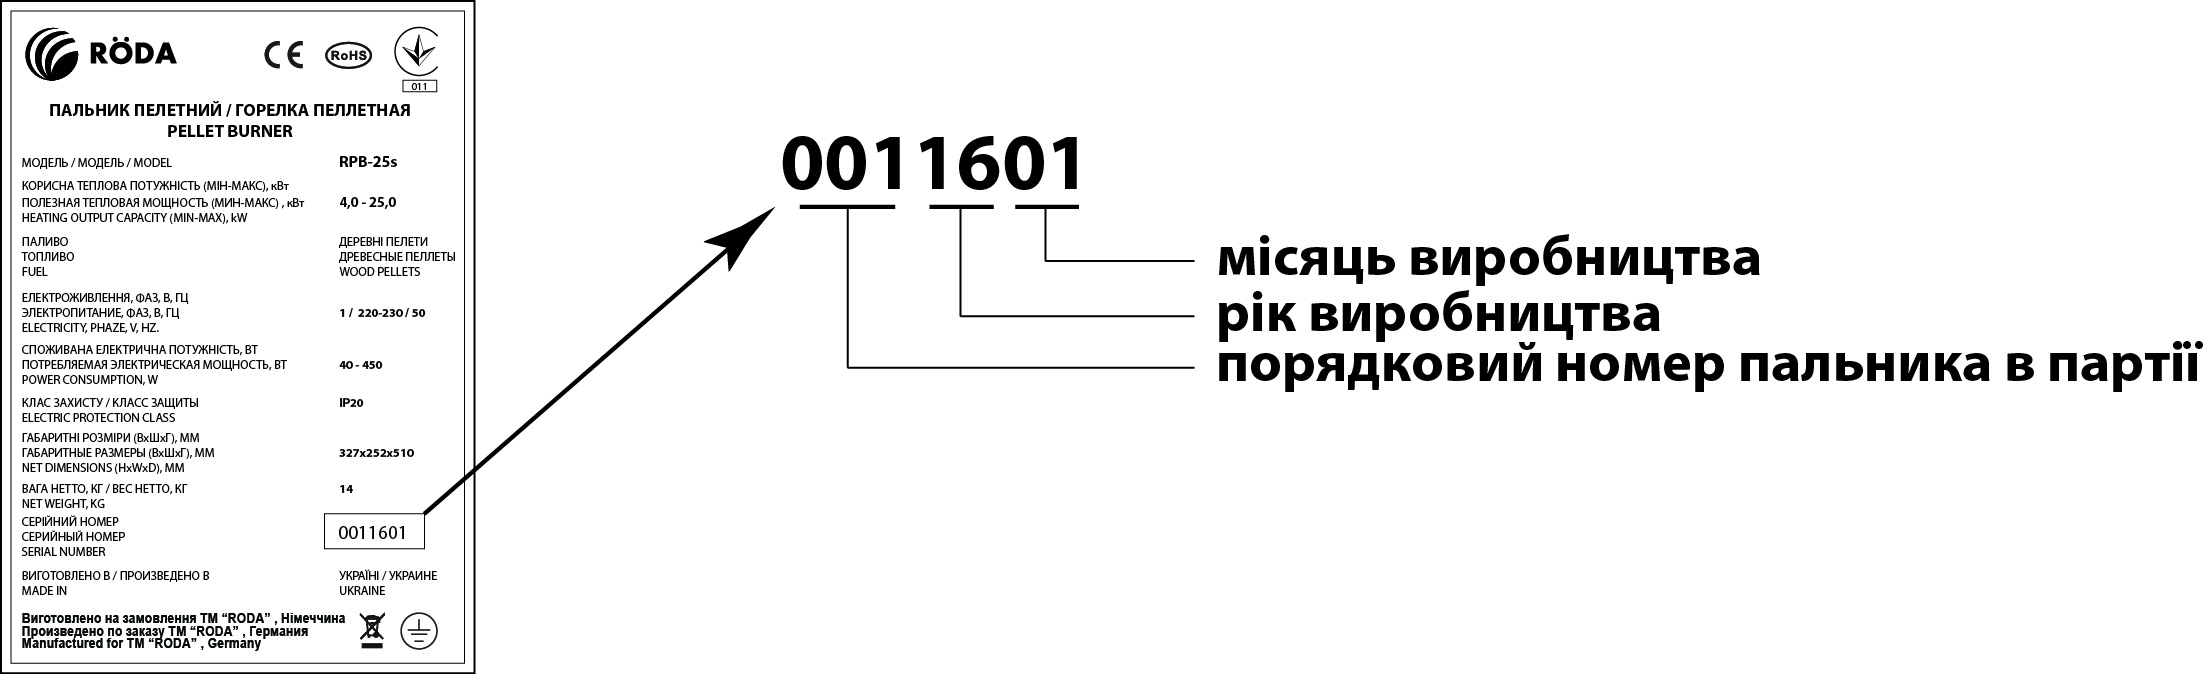 RÖDA
CE
RoHS
011
ПАЛЬНИК ПЕЛЕТНИЙ / ГОРЕЛКА ПЕЛЛЕТНАЯ
PELLET BURNER
МОДЕЛЬ / МОДЕЛЬ / MODEL RPB-25s
КОРИСНА ТЕПЛОВА ПОТУЖНІСТЬ (МІН-МАКС), кВт
ПОЛЕЗНАЯ ТЕПЛОВАЯ МОЩНОСТЬ (МИН-МАКС) , кВт 4,0 - 25,0
HEATING OUTPUT CAPACITY (MIN-MAX), kW
ПАЛИВО ДЕРЕВНІ ПЕЛЕТИ
ТОПЛИВО ДРЕВЕСНЫЕ ПЕЛЛЕТЫ
FUEL WOOD PELLETS
ЕЛЕКТРОЖИВЛЕННЯ, ФАЗ, В, ГЦ
ЭЛЕКТРОПИТАНИЕ, ФАЗ, В, ГЦ 1 / 220-230 / 50
ELECTRICITY, PHAZE, V, HZ.
СПОЖИВАНА ЕЛЕКТРИЧНА ПОТУЖНІСТЬ, ВТ
ПОТРЕБЛЯЕМАЯ ЭЛЕКТРИЧЕСКАЯ МОЩНОСТЬ, ВТ 40 - 450
POWER CONSUMPTION, W
КЛАС ЗАХИСТУ / КЛАСС ЗАЩИТЫ IP20
ELECTRIC PROTECTION CLASS
ГАБАРИТНІ РОЗМІРИ (ВхШхГ), ММ
ГАБАРИТНЫЕ РАЗМЕРЫ (ВхШхГ), ММ 327x252x510
NET DIMENSIONS (HxWxD), MM
ВАГА НЕТТО, КГ / ВЕС НЕТТО, КГ 14
NET WEIGHT, KG
СЕРІЙНИЙ НОМЕР
СЕРИЙНЫЙ НОМЕР 0011601
SERIAL NUMBER
ВИГОТОВЛЕНО В / ПРОИЗВЕДЕНО В УКРАЇНІ / УКРАИНЕ
MADE IN UKRAINE
Виготовлено на замовлення ТМ “RODA” , Німеччина
Произведено по заказу ТМ “RODA” , Германия
Manufactured for TM “RODA” , Germany
0011601
місяць виробництва
рік виробництва
порядковий номер пальника в партії